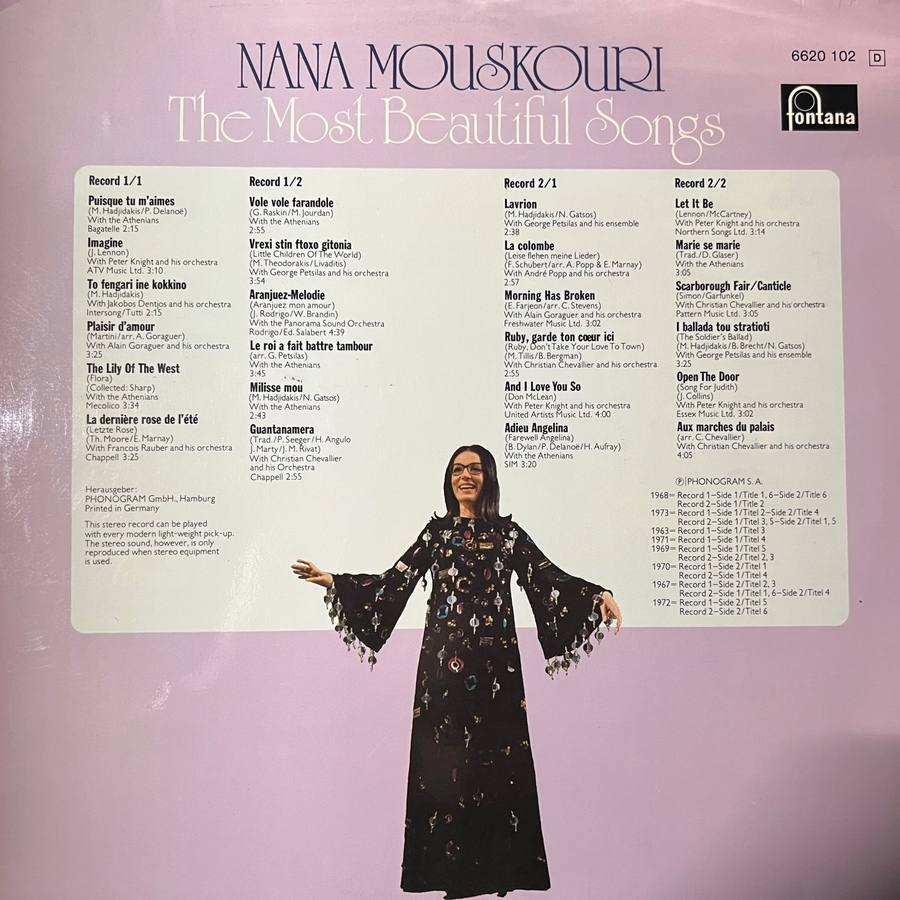 NANA MOUSKOURI
The Most Beautiful Songs
6620 102 D
fontana
Record 1/1
Puisque tu m'aimes
(M. Hadjidakis/P. Delanoë)
With the Athenians
Bagatelle 2:15
Imagine
(J. Lennon)
With Peter Knight and his orchestra
ATV Music Ltd. 3:10
To fengari ine kokkino
(M. Hadjidakis)
With Jakobos Dentjos and his orchestra
Intersong/Tutti 2:15
Plaisir d'amour
(Martini/arr. A. Goraguer)
With Alain Goraguer and his orchestra
3:25
The Lily Of The West
(Flora)
(Collected: Sharp)
With the Athenians
Mecolico 3:34
La dernière rose de l'été
(Letzte Rose)
(Th. Moore/E. Marnay)
With Francois Rauber and his orchestra
Chappell 3:25
Herausgeber:
PHONOGRAM GmbH., Hamburg
Printed in Germany
This stereo record can be played
with every modern light-weight pick-up.
The stereo sound, however, is only
reproduced when stereo equipment
is used.
Record 1/2
Vole vole farandole
(G. Raskin/M. Jourdan)
With the Athenians
2:55
Vrexi stin ftoxo gitonia
(Little Children Of The World)
(M. Theodorakis/Livaditis)
With George Petsilas and his orchestra
3:54
Aranjuez-Melodie
(Aranjuez mon amour)
(J. Rodrigo/W. Brandin)
With the Panorama Sound Orchestra
Rodrigo/Ed. Salabert 4:39
Le roi a fait battre tambour
(arr. G. Petsilas)
With the Athenians
3:45
Milisse mou
(M. Hadjidakis/N. Gatsos)
With the Athenians
2:43
Guantanamera
(Trad./P. Seeger/H. Angulo
J. Marty/J. M. Rivat)
With Christian Chevallier
and his Orchestra
Chappell 2:55
Record 2/1
Lavrion
(M. Hadjidakis/N. Gatsos)
With George Petsilas and his ensemble
2:38
La colombe
(Leise flehen meine Lieder)
(F. Schubert/arr. A. Popp & E. Marnay)
With André Popp and his orchestra
2:57
Morning Has Broken
(E. Farjeon/arr. C. Stevens)
With Alain Goraguer and his orchestra
Freshwater Music Ltd. 3:02
Ruby, garde ton cœur ici
(Ruby, Don't Take Your Love To Town)
(M. Tillis/B. Bergman)
With Christian Chevallier and his orchestra
2:55
And I Love You So
(Don McLean)
With Peter Knight and his orchestra
United Artists Music Ltd. 4:00
Adieu Angelina
(Farewell Angelina)
(B. Dylan/P. Delanoë/H. Aufray)
With the Athenians
SIM 3:20
Record 2/2
Let It Be
(Lennon/McCartney)
With Peter Knight and his orchestra
Northern Songs Ltd. 3:14
Marie se marie
(Trad./D. Glaser)
With the Athenians
3:05
Scarborough Fair/Canticle
(Simon/Garfunkel)
With Christian Chevallier and his orchestra
Pattern Music Ltd. 3:05
I ballada tou stratioti
(The Soldier's Ballad)
(M. Hadjidakis/B. Brecht/N. Gatsos)
With George Petsilas and his ensemble
3:25
Open The Door
(Song For Judith)
(J. Collins)
With Peter Knight and his orchestra
Essex Music Ltd. 3:02
Aux marches du palais
(arr. C. Chevallier)
With Christian Chevallier and his orchestra
4:05
Ⓟ PHONOGRAM S. A.
1968= Record 1–Side 1/Title 1, 6–Side 2/Title 6
Record 2–Side 1/Title 2
1973= Record 1–Side 1/Titel 2–Side 2/Title 4
Record 2–Side 1/Titel 3, 5–Side 2/Titel 1, 5
1963= Record 1–Side 1/Titel 3
1971= Record 1–Side 1/Titel 4
1969= Record 1–Side 1/Titel 5
Record 2–Side 2/Titel 2, 3
1970= Record 1–Side 2/Titel 1
Record 2–Side 1/Titel 4
1967= Record 1–Side 2/Titel 2, 3
Record 2–Side 1/Titel 1, 6–Side 2/Titel 4
1972= Record 1–Side 2/Titel 5
Record 2–Side 2/Titel 6